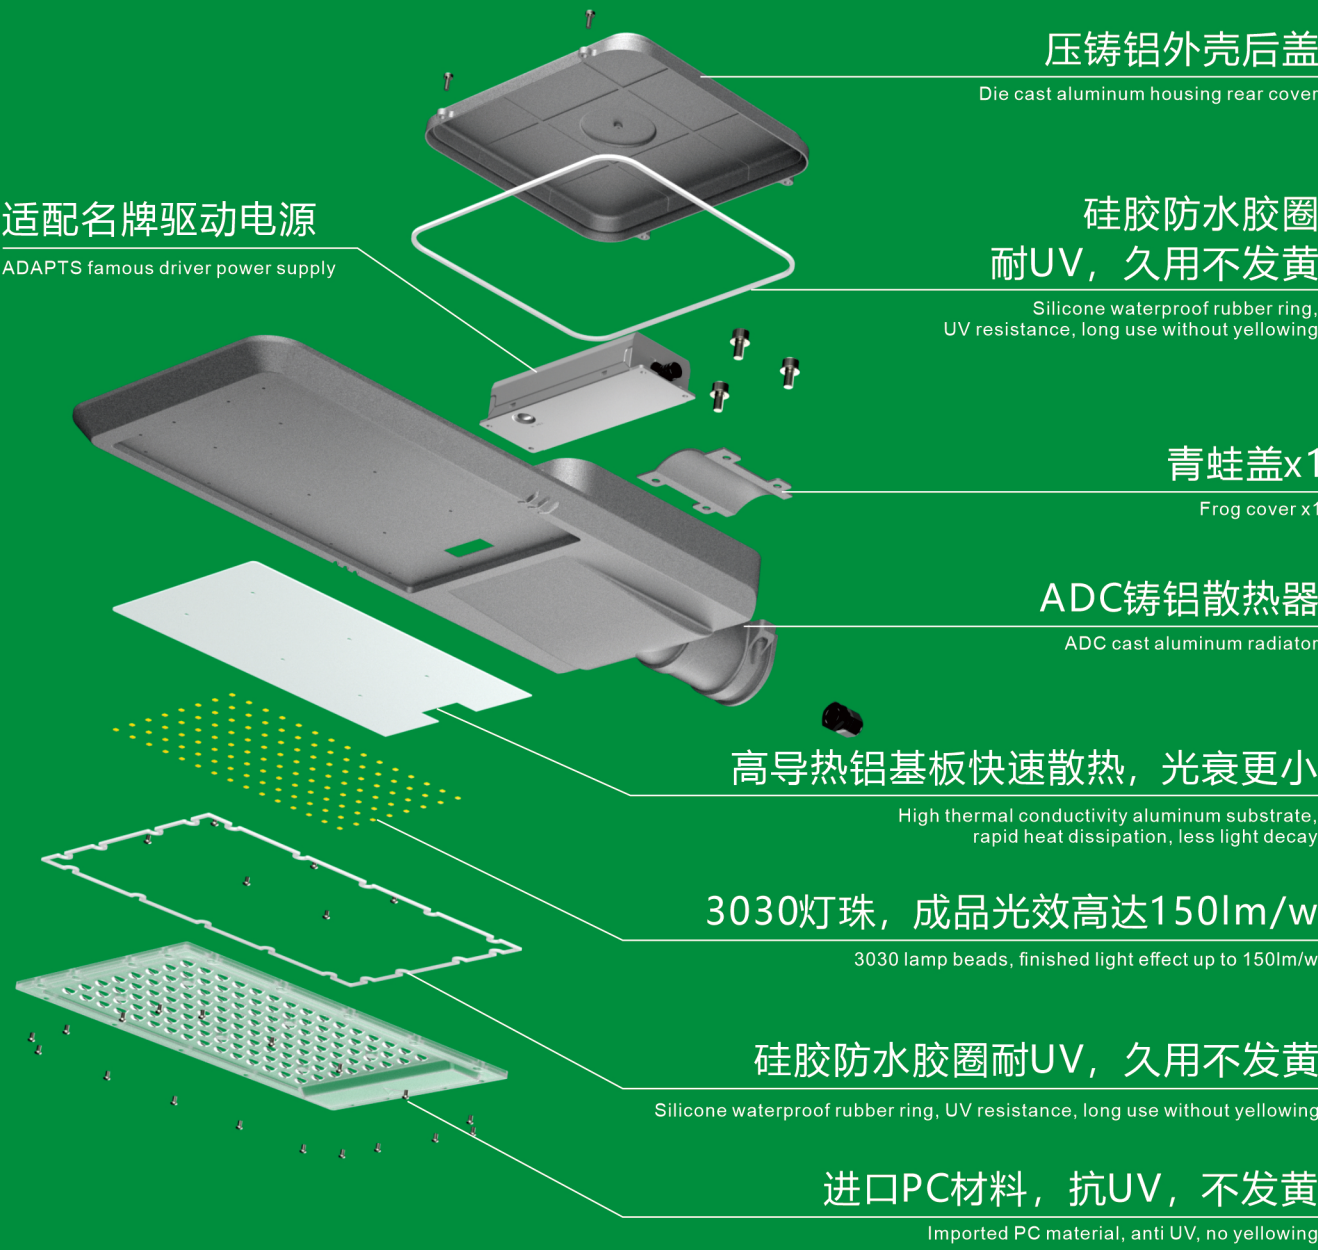 压铸铝外壳后盖
Die cast aluminum housing rear cover
适配名牌驱动电源
ADAPTS famous driver power supply
硅胶防水胶圈
耐UV，久用不发黄
Silicone waterproof rubber ring,
UV resistance, long use without yellowing
青蛙盖x1
Frog cover x1
ADC铸铝散热器
ADC cast aluminum radiator
高导热铝基板快速散热，光衰更小
High thermal conductivity aluminum substrate,
rapid heat dissipation, less light decay
3030灯珠，成品光效高达150lm/w
3030 lamp beads, finished light effect up to 150lm/w
硅胶防水胶圈耐UV，久用不发黄
Silicone waterproof rubber ring, UV resistance, long use without yellowing
进口PC材料，抗UV，不发黄
Imported PC material, anti UV, no yellowing